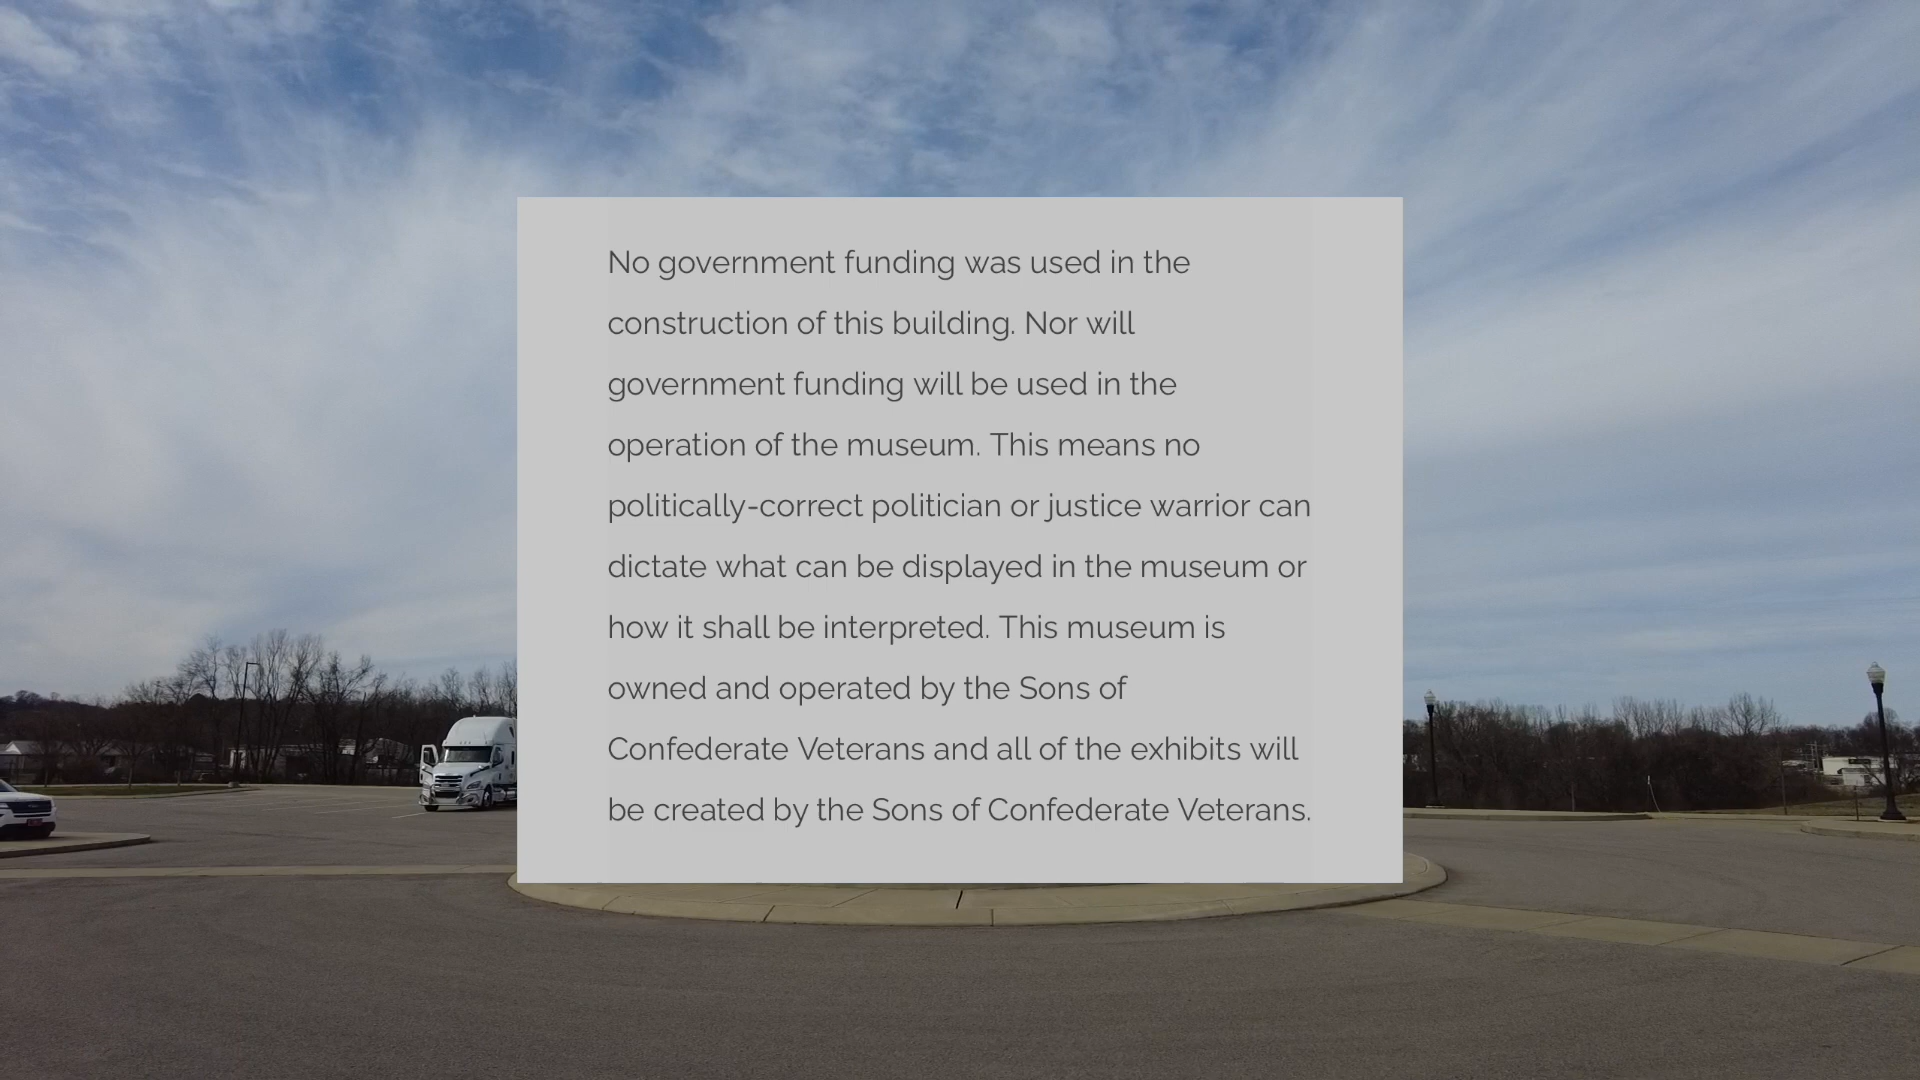 No government funding was used in the
construction of this building. Nor will
government funding will be used in the
operation of the museum. This means no
politically-correct politician or justice warrior can
dictate what can be displayed in the museum or
how it shall be interpreted. This museum is
owned and operated by the Sons of
Confederate Veterans and all of the exhibits will
be created by the Sons of Confederate Veterans.